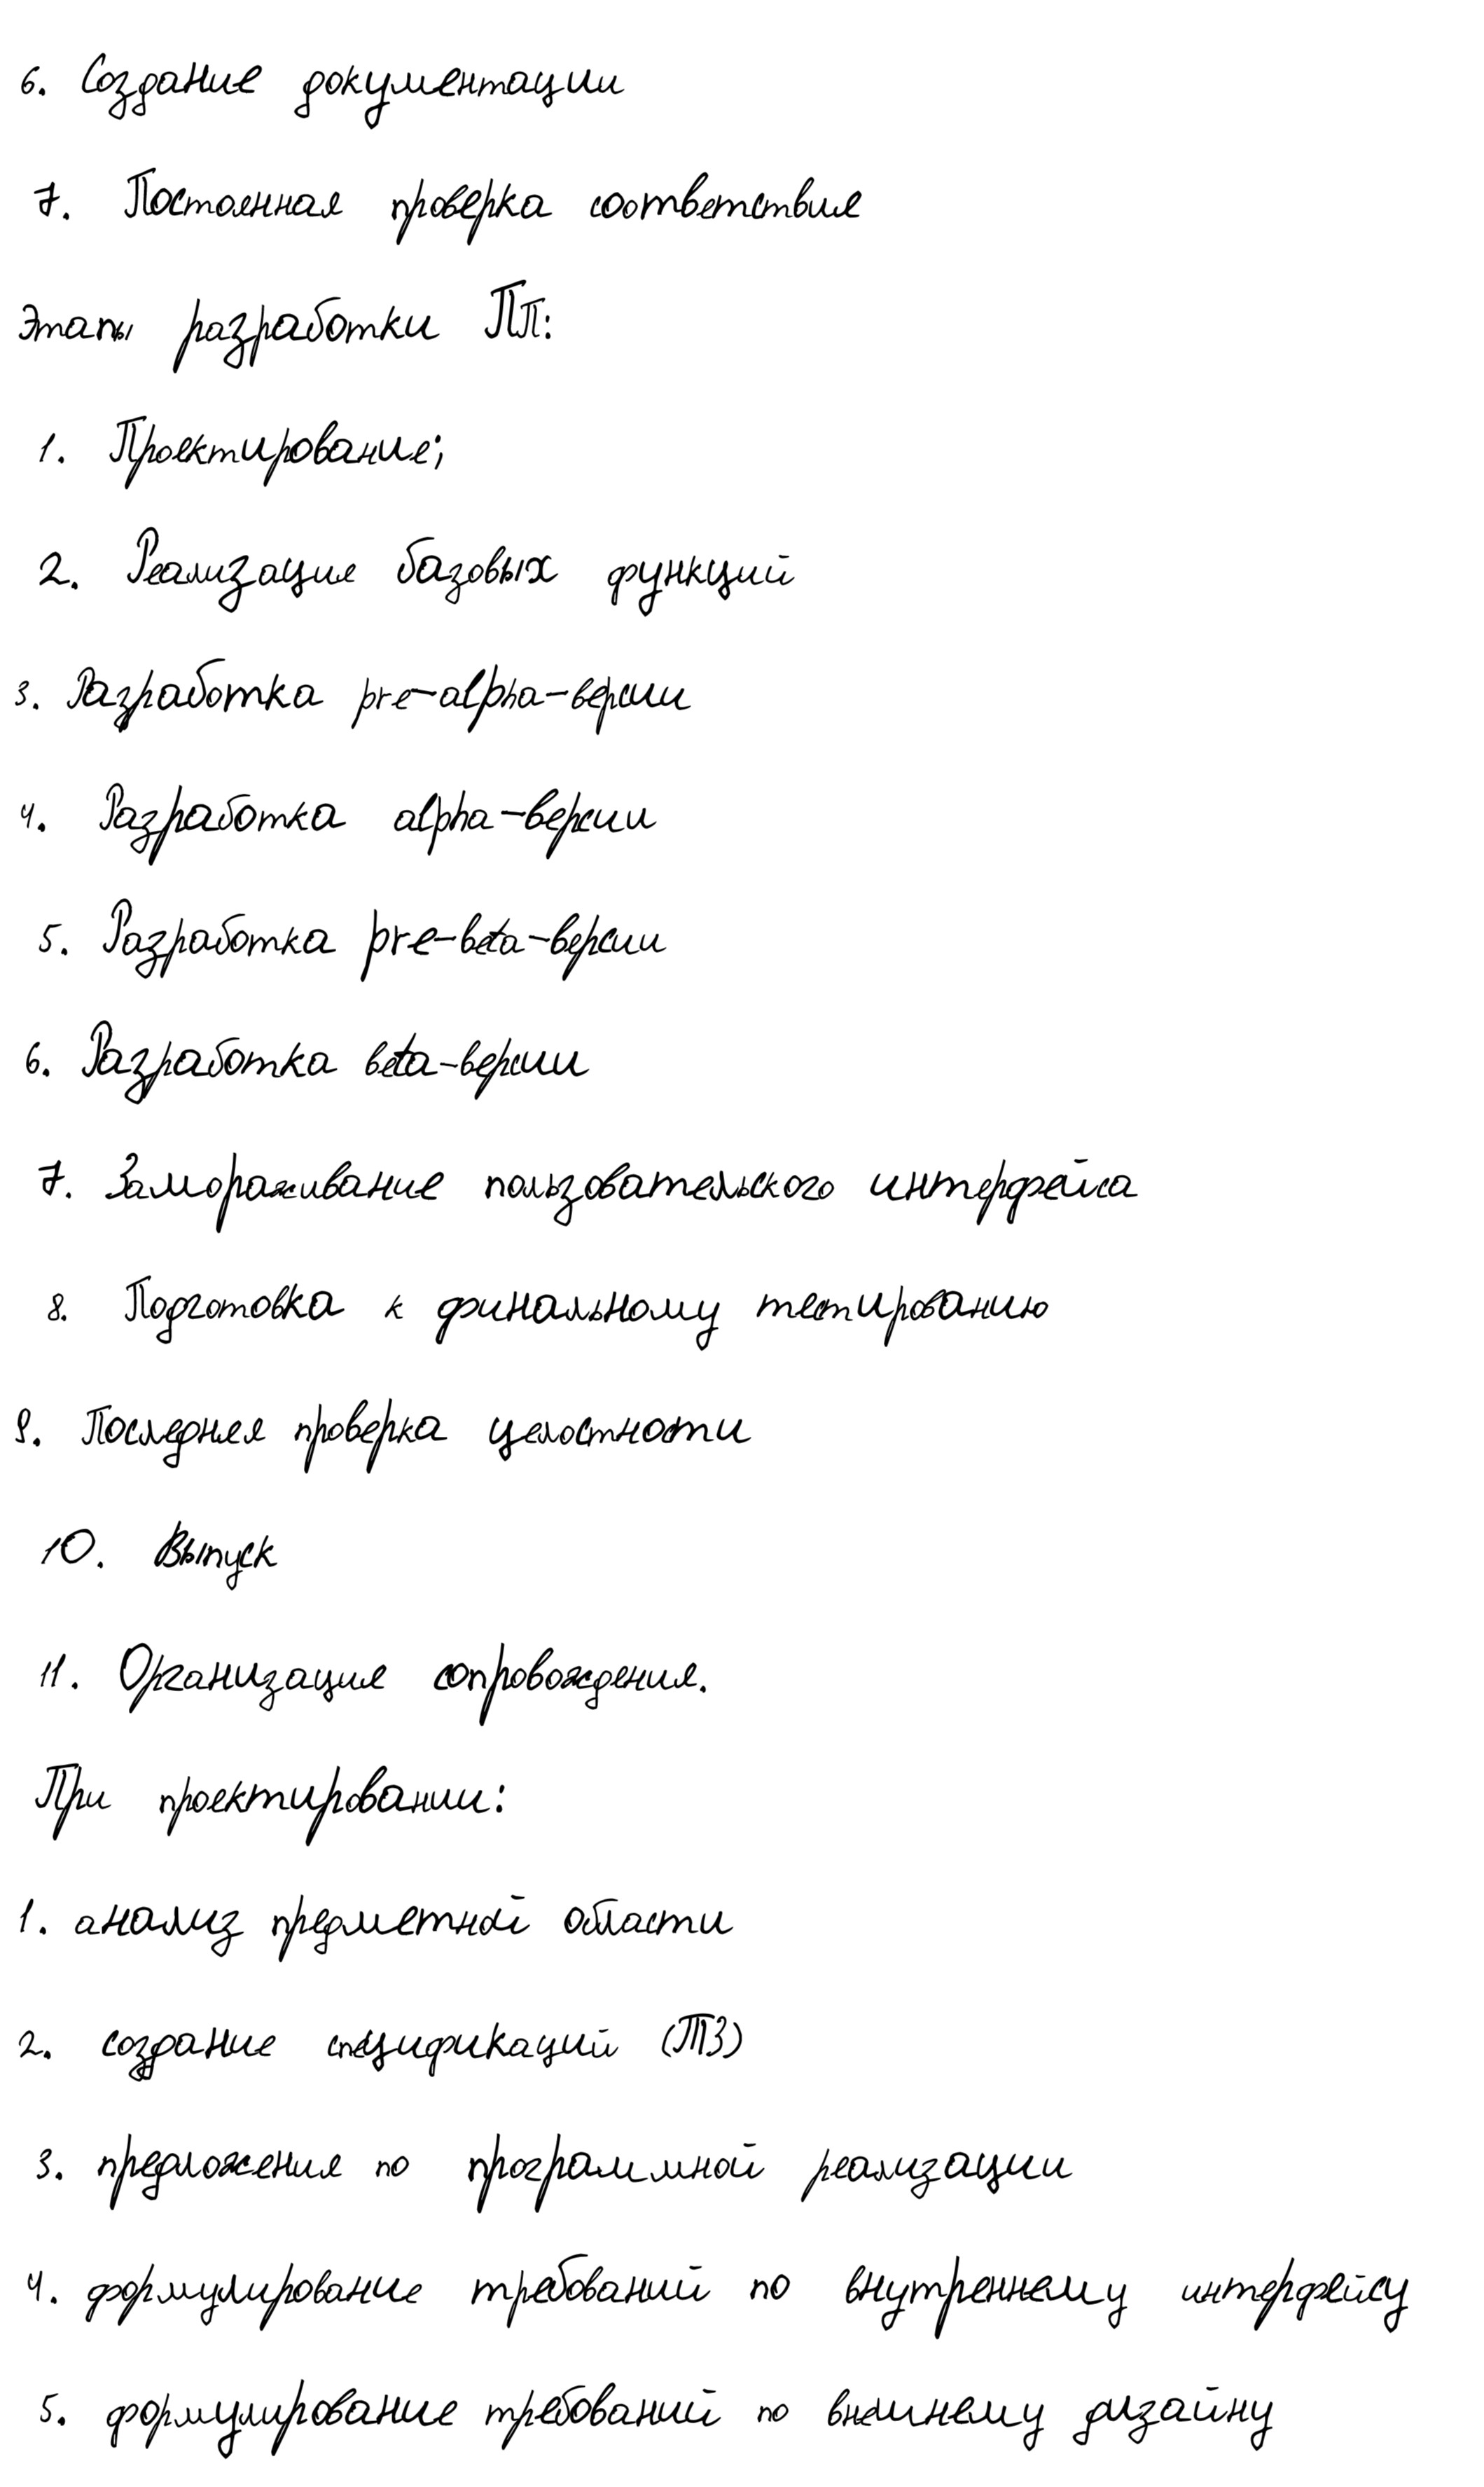 6. Создание документации
7. Постоянная проверка соответствия
Этапы разработки ПП:
1. Проектирование;
2. Реализация базовых функций
3. Разработка pre-alpha-версии
4. Разработка alpha-версии
5. Разработка pre-beta-версии
6. Разработка beta-версии
7. Замораживание пользовательского интерфейса
8. Подготовка к финальному тестированию
9. Последняя проверка целостности
10. Выпуск
11. Организация сопровождения.
При проектировании:
1. анализ предметной области
2. создание спецификаций (ТЗ)
3. предложения по программной реализации
4. формулирование требований по внутреннему интерфейсу
5. формулирование требований по внешнему дизайну